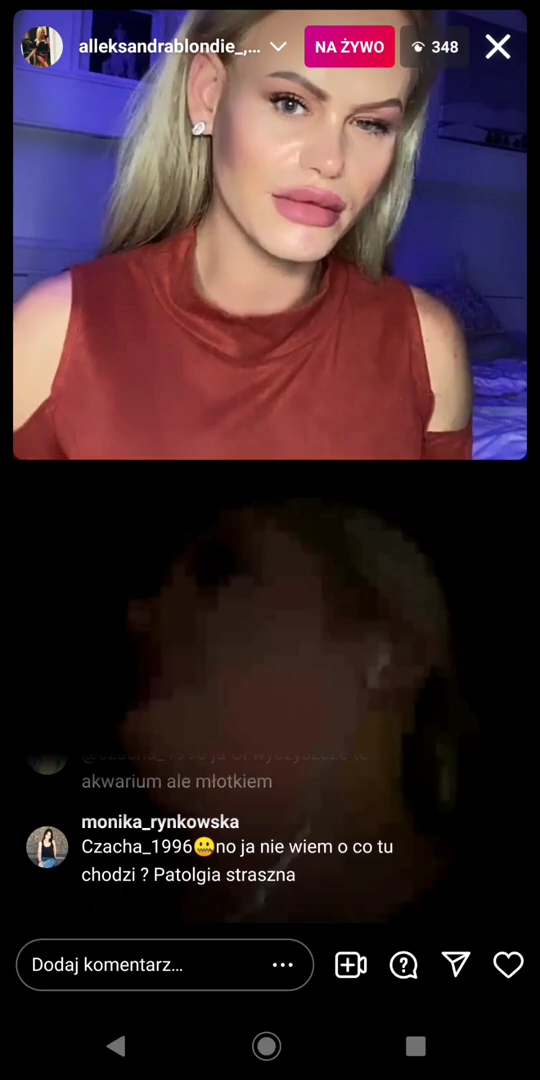 alleksandrablondie_,...
NA ŻYWO
348
akwarium ale młotkiem
monika_rynkowska
Czacha_1996🤐no ja nie wiem o co tu
chodzi ? Patolgia straszna
Dodaj komentarz...